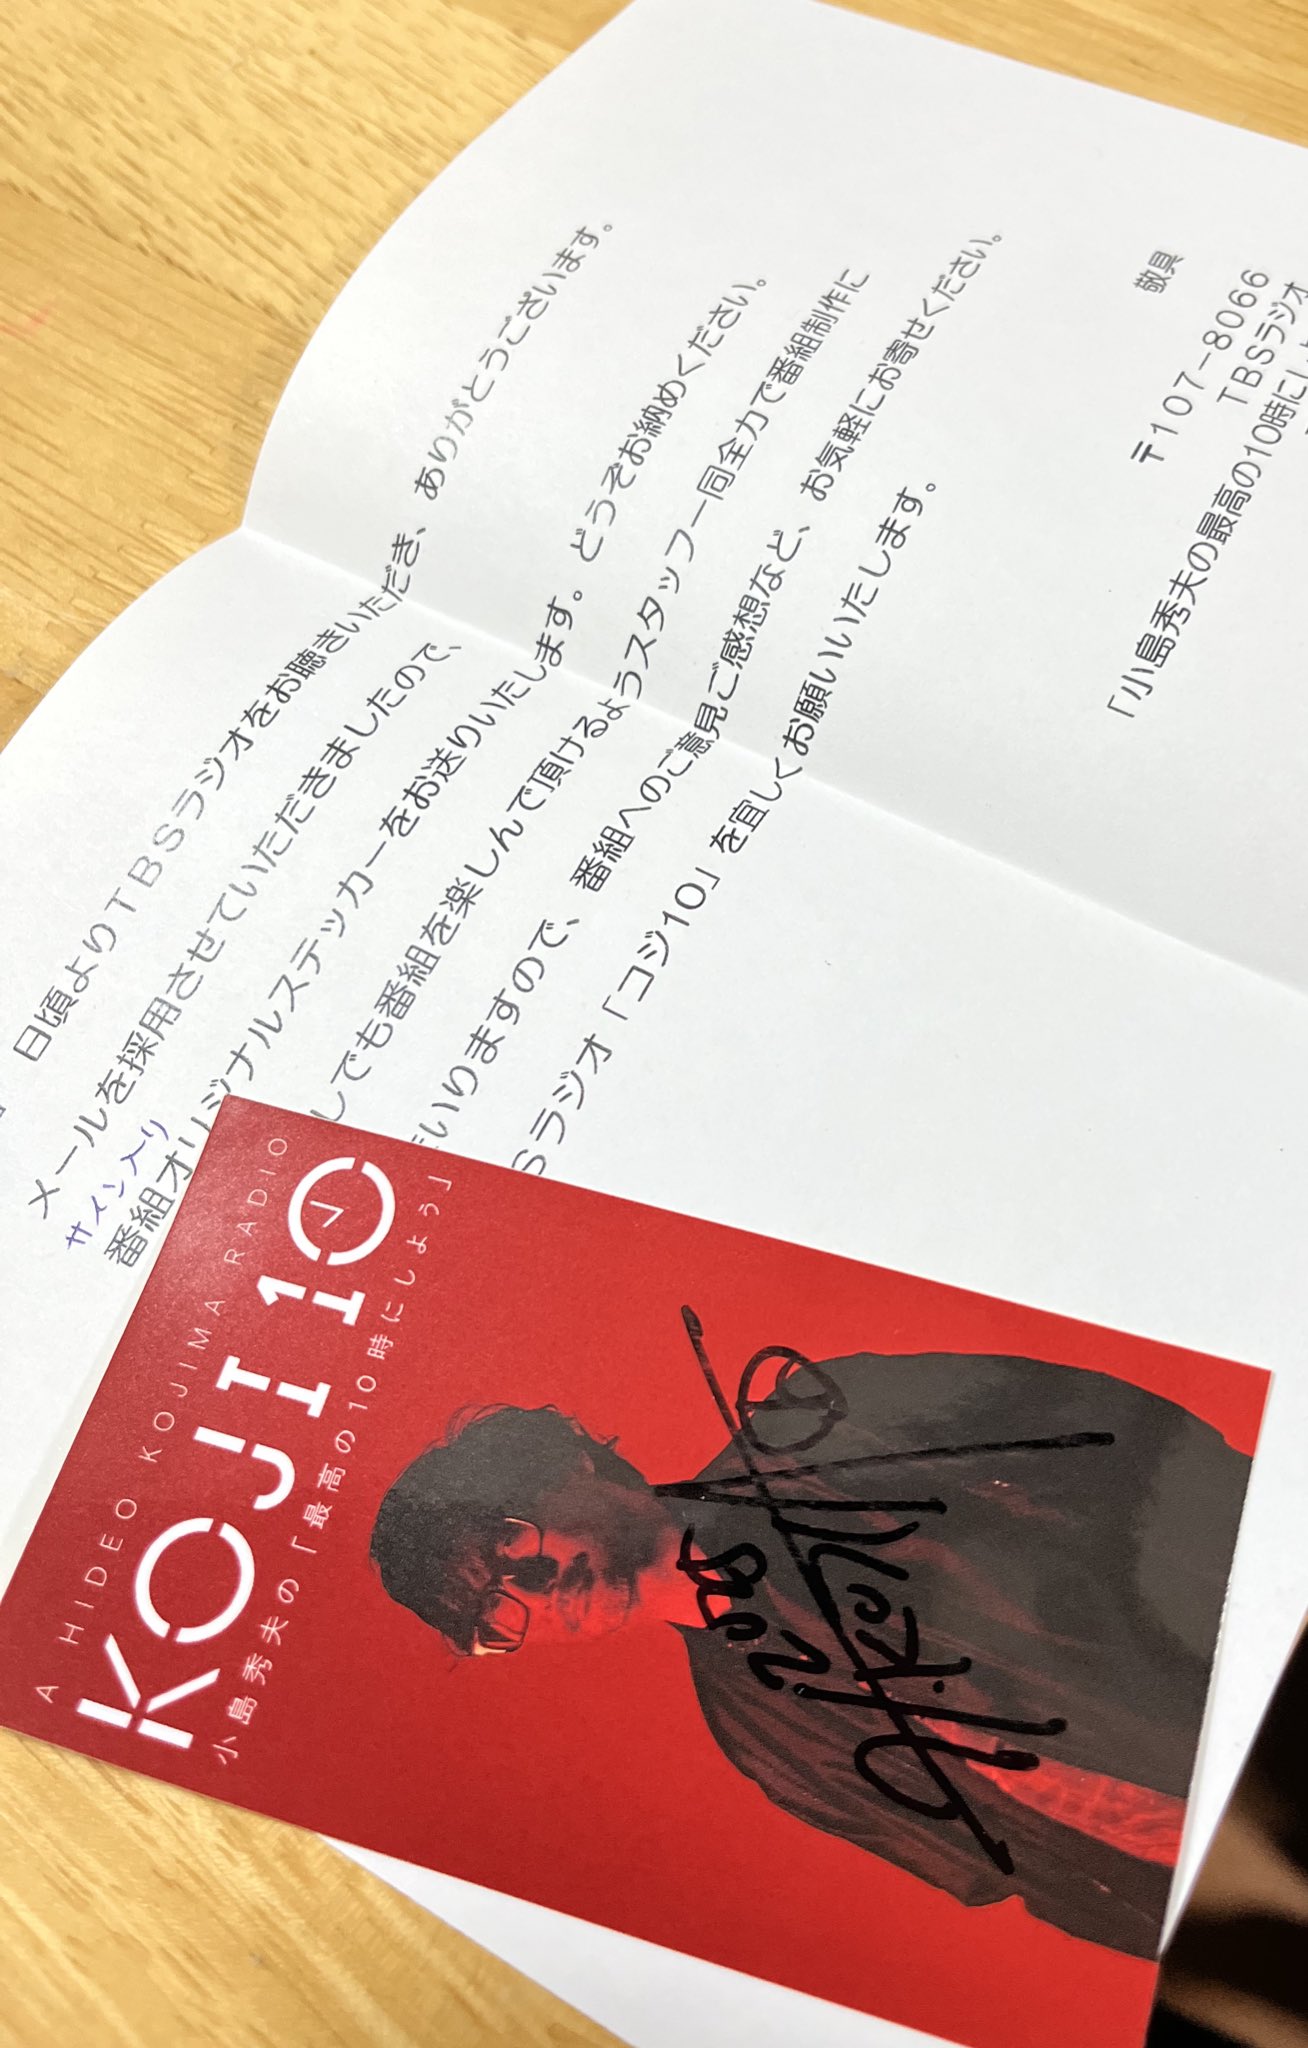 日頃よりTBSラジオをお聴きいただき、ありがとうございます。
メールを採用させていただきましたので、
サイン入り
番組オリジナルステッカーをお送りいたします。どうぞお納めください。
しでも番組を楽しんで頂けるようスタッフ一同全力で番組制作に
いりますので、番組へのご意見ご感想など、お気軽にお寄せください。
Sラジオ「コジ10」を宜しくお願いいたします。
敬具
〒107-8066
TBSラジオ
「小島秀夫の最高の10時にし
A HIDEO KOJIMA RADIO
KOJI10
小島秀夫の「最高の10時にしよう」